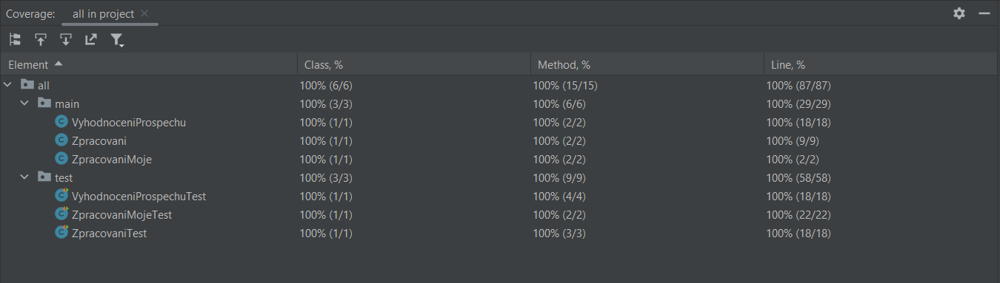 Coverage: all in project
Element Class, % Method, % Line, %
all 100% (6/6) 100% (15/15) 100% (87/87)
main 100% (3/3) 100% (6/6) 100% (29/29)
VyhodnoceniProspechu 100% (1/1) 100% (2/2) 100% (18/18)
Zpracovani 100% (1/1) 100% (2/2) 100% (9/9)
ZpracovaniMoje 100% (1/1) 100% (2/2) 100% (2/2)
test 100% (3/3) 100% (9/9) 100% (58/58)
VyhodnoceniProspechuTest 100% (1/1) 100% (4/4) 100% (18/18)
ZpracovaniMojeTest 100% (1/1) 100% (2/2) 100% (22/22)
ZpracovaniTest 100% (1/1) 100% (3/3) 100% (18/18)